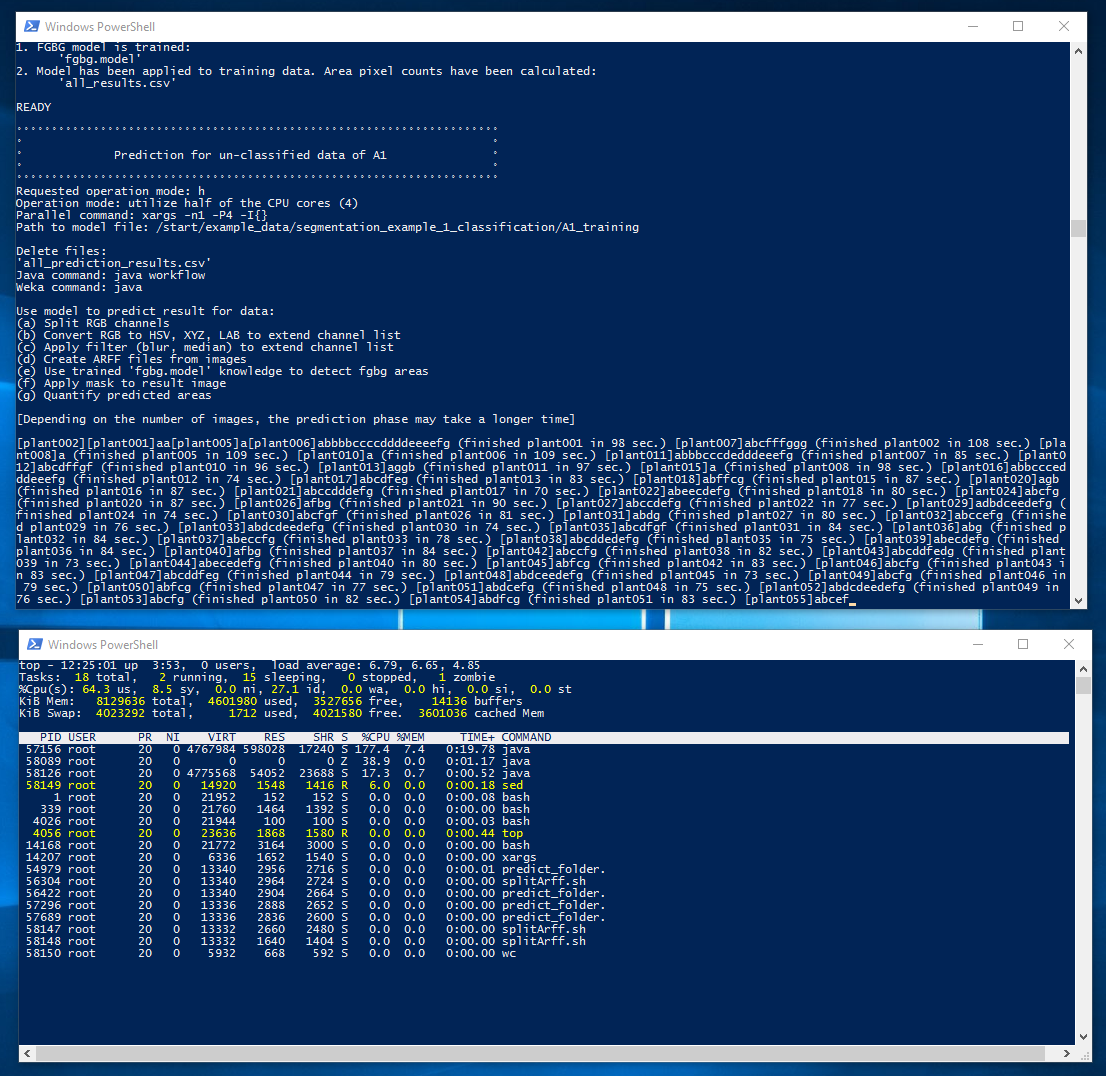 Windows PowerShell
1. FGBG model is trained:
'fgbg.model'
2. Model has been applied to training data. Area pixel counts have been calculated:
'all_results.csv'
READY
Prediction for un-classified data of A1
Requested operation mode: h
Operation mode: utilize half of the CPU cores (4)
Parallel command: xargs -n1 -P4 -I{}
Path to model file: /start/example_data/segmentation_example_1_classification/A1_training
Delete files:
'all_prediction_results.csv'
Java command: java workflow
Weka command: java
Use model to predict result for data:
(a) Split RGB channels
(b) Convert RGB to HSV, XYZ, LAB to extend channel list
(c) Apply filter (blur, median) to extend channel list
(d) Create ARFF files from images
(e) Use trained 'fgbg.model' knowledge to detect fgbg areas
(f) Apply mask to result image
(g) Quantify predicted areas
[Depending on the number of images, the prediction phase may take a longer time]
[plant002][plant001]aa[plant005]a[plant006]abbbbccccddddeeeefg (finished plant001 in 98 sec.) [plant007]abcfffggg (finished plant002 in 108 sec.) [pla
nt008]a (finished plant005 in 109 sec.) [plant010]a (finished plant006 in 109 sec.) [plant011]abbbcccdedddeeefg (finished plant007 in 85 sec.) [plant0
12]abcdffgf (finished plant010 in 96 sec.) [plant013]aggb (finished plant011 in 97 sec.) [plant015]a (finished plant008 in 98 sec.) [plant016]abbccced
ddeeefg (finished plant012 in 74 sec.) [plant017]abcdfeg (finished plant013 in 83 sec.) [plant018]abffcg (finished plant015 in 87 sec.) [plant020]agb
(finished plant016 in 87 sec.) [plant021]abccdddefg (finished plant017 in 70 sec.) [plant022]abeecdefg (finished plant018 in 80 sec.) [plant024]abcfg
(finished plant020 in 87 sec.) [plant026]afbg (finished plant021 in 90 sec.) [plant027]abccdefg (finished plant022 in 77 sec.) [plant029]abdceedefg (
finished plant024 in 74 sec.) [plant030]abcfgf (finished plant026 in 81 sec.) [plant031]abdg (finished plant027 in 80 sec.) [plant032]abccefg (finishe
d plant029 in 76 sec.) [plant033]abdcdeedefg (finished plant030 in 74 sec.) [plant035]abcdfgf (finished plant031 in 84 sec.) [plant036]abg (finished p
lant032 in 84 sec.) [plant037]abeccfg (finished plant033 in 78 sec.) [plant038]abcddedefg (finished plant035 in 75 sec.) [plant039]abecdefg (finished
plant036 in 84 sec.) [plant040]afbg (finished plant037 in 84 sec.) [plant042]abccfg (finished plant038 in 82 sec.) [plant043]abcddfedg (finished plant
039 in 73 sec.) [plant044]abecedefg (finished plant040 in 80 sec.) [plant045]abfcg (finished plant042 in 83 sec.) [plant046]abcfg (finished plant043 i
n 83 sec.) [plant047]abcddfeg (finished plant044 in 79 sec.) [plant048]abdceedefg (finished plant045 in 73 sec.) [plant049]abcfg (finished plant046 in
79 sec.) [plant050]abfcg (finished plant047 in 77 sec.) [plant051]abdcefg (finished plant048 in 75 sec.) [plant052]abdcdeedefg (finished plant049 in
76 sec.) [plant053]abcfg (finished plant050 in 82 sec.) [plant054]abdfcg (finished plant051 in 83 sec.) [plant055]abcef_
Windows PowerShell
top - 12:25:01 up 3:53, 0 users, load average: 6.79, 6.65, 4.85
Tasks: 18 total, 2 running, 15 sleeping, 0 stopped, 1 zombie
%Cpu(s): 64.3 us, 8.5 sy, 0.0 ni, 27.1 id, 0.0 wa, 0.0 hi, 0.0 si, 0.0 st
KiB Mem: 8129636 total, 4601980 used, 3527656 free, 14136 buffers
KiB Swap: 4023292 total, 1712 used, 4021580 free. 3601036 cached Mem
PID USER PR NI VIRT RES SHR S %CPU %MEM TIME+ COMMAND
57156 root 20 0 4767984 598028 17240 S 177.4 7.4 0:19.78 java
58089 root 20 0 0 0 0 Z 38.9 0.0 0:01.17 java
58126 root 20 0 4775568 54052 23688 S 17.3 0.7 0:00.52 java
58149 root 20 0 14920 1548 1416 R 6.0 0.0 0:00.18 sed
1 root 20 0 21952 152 152 S 0.0 0.0 0:00.08 bash
339 root 20 0 21760 1464 1392 S 0.0 0.0 0:00.00 bash
4026 root 20 0 21944 100 100 S 0.0 0.0 0:00.03 bash
4056 root 20 0 23636 1868 1580 R 0.0 0.0 0:00.44 top
14168 root 20 0 21772 3164 3000 S 0.0 0.0 0:00.00 bash
14207 root 20 0 6336 1652 1540 S 0.0 0.0 0:00.00 xargs
54979 root 20 0 13340 2956 2716 S 0.0 0.0 0:00.01 predict_folder.
56304 root 20 0 13340 2964 2724 S 0.0 0.0 0:00.00 splitArff.sh
56422 root 20 0 13340 2904 2664 S 0.0 0.0 0:00.00 predict_folder.
57296 root 20 0 13336 2888 2652 S 0.0 0.0 0:00.00 predict_folder.
57689 root 20 0 13336 2836 2600 S 0.0 0.0 0:00.00 predict_folder.
58147 root 20 0 13332 2660 2480 S 0.0 0.0 0:00.00 splitArff.sh
58148 root 20 0 13332 1640 1404 S 0.0 0.0 0:00.00 splitArff.sh
58150 root 20 0 5932 668 592 S 0.0 0.0 0:00.00 wc